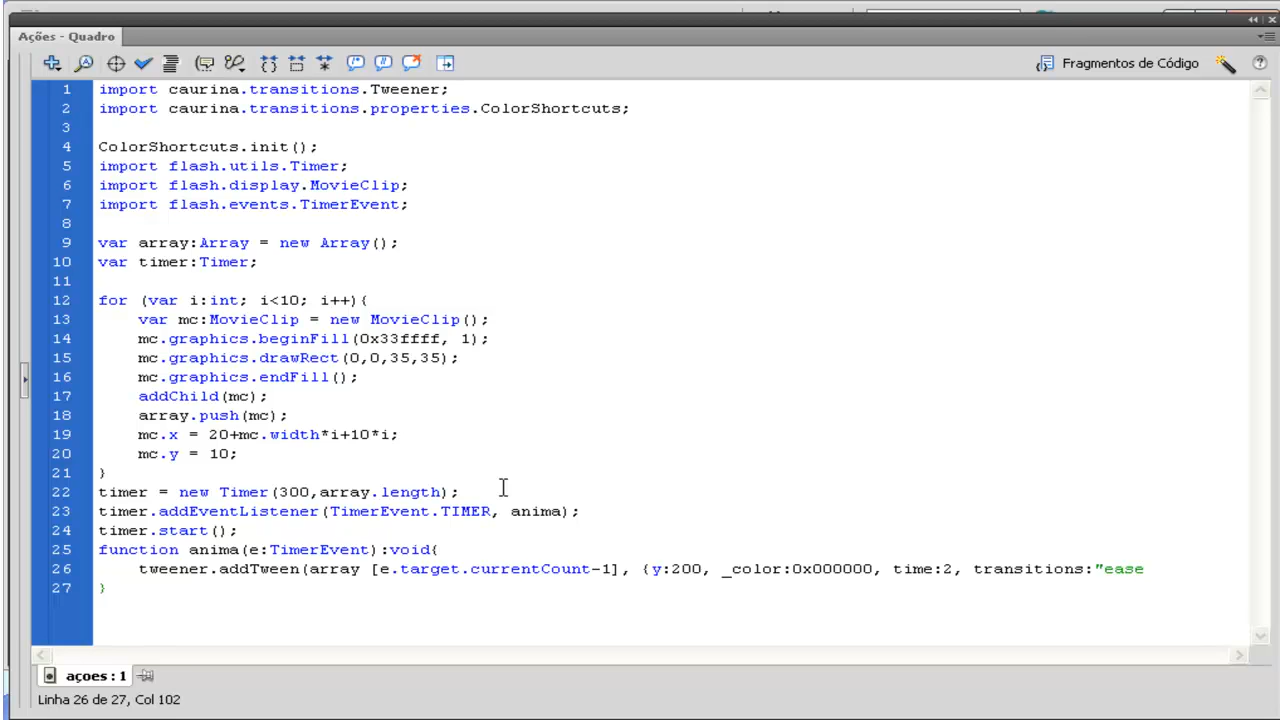 Ações - Quadro
Fragmentos de Código
1 import caurina.transitions.Tweener;
2 import caurina.transitions.properties.ColorShortcuts;
3
4 ColorShortcuts.init();
5 import flash.utils.Timer;
6 import flash.display.MovieClip;
7 import flash.events.TimerEvent;
8
9 var array:Array = new Array();
10 var timer:Timer;
11
12 for (var i:int; i<10; i++){
13 var mc:MovieClip = new MovieClip();
14 mc.graphics.beginFill(0x33ffff, 1);
15 mc.graphics.drawRect(0,0,35,35);
16 mc.graphics.endFill();
17 addChild(mc);
18 array.push(mc);
19 mc.x = 20+mc.width*i+10*i;
20 mc.y = 10;
21 }
22 timer = new Timer(300,array.length);
23 timer.addEventListener(TimerEvent.TIMER, anima);
24 timer.start();
25 function anima(e:TimerEvent):void{
26 tweener.addTween(array [e.target.currentCount-1], {y:200, _color:0x000000, time:2, transitions:"ease
27 }
açoes : 1
Linha 26 de 27, Col 102